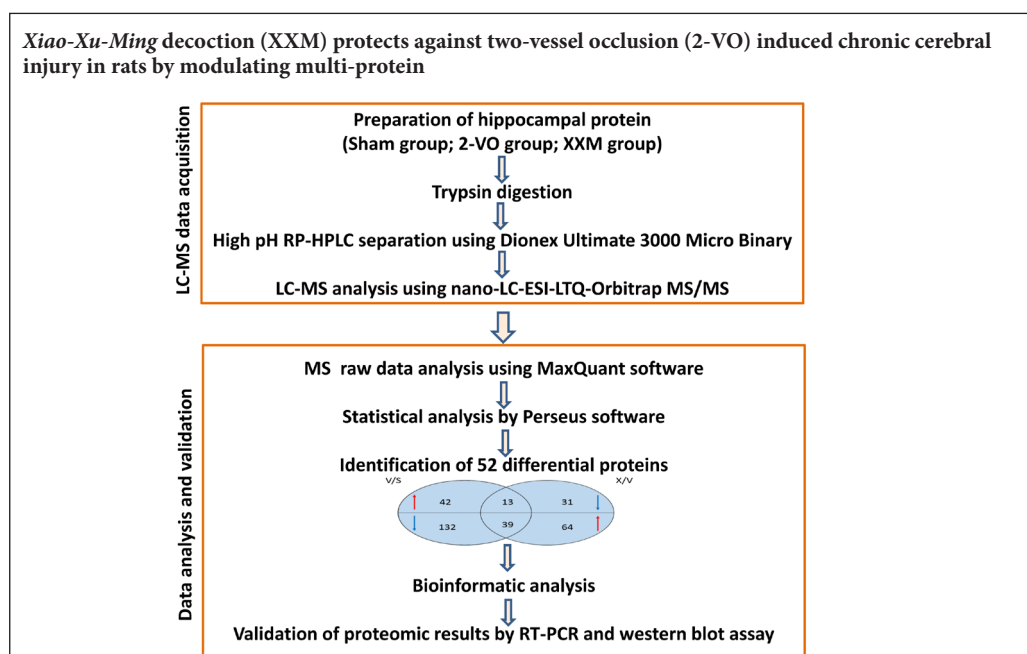 Xiao-Xu-Ming decoction (XXM) protects against two-vessel occlusion (2-VO) induced chronic cerebral
injury in rats by modulating multi-protein
LC-MS data acquisition
Preparation of hippocampal protein
(Sham group; 2-VO group; XXM group)
Trypsin digestion
High pH RP-HPLC separation using Dionex Ultimate 3000 Micro Binary
LC-MS analysis using nano-LC-ESI-LTQ-Orbitrap MS/MS
Data analysis and validation
MS raw data analysis using MaxQuant software
Statistical analysis by Perseus software
Identification of 52 differential proteins
V/S X/V
42 13 31
132 39 64
Bioinformatic analysis
Validation of proteomic results by RT-PCR and western blot assay